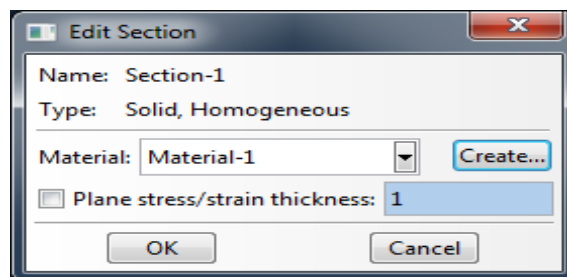 Edit Section
Name: Section-1
Type: Solid, Homogeneous
Material: Material-1 Create...
Plane stress/strain thickness: 1
OK Cancel